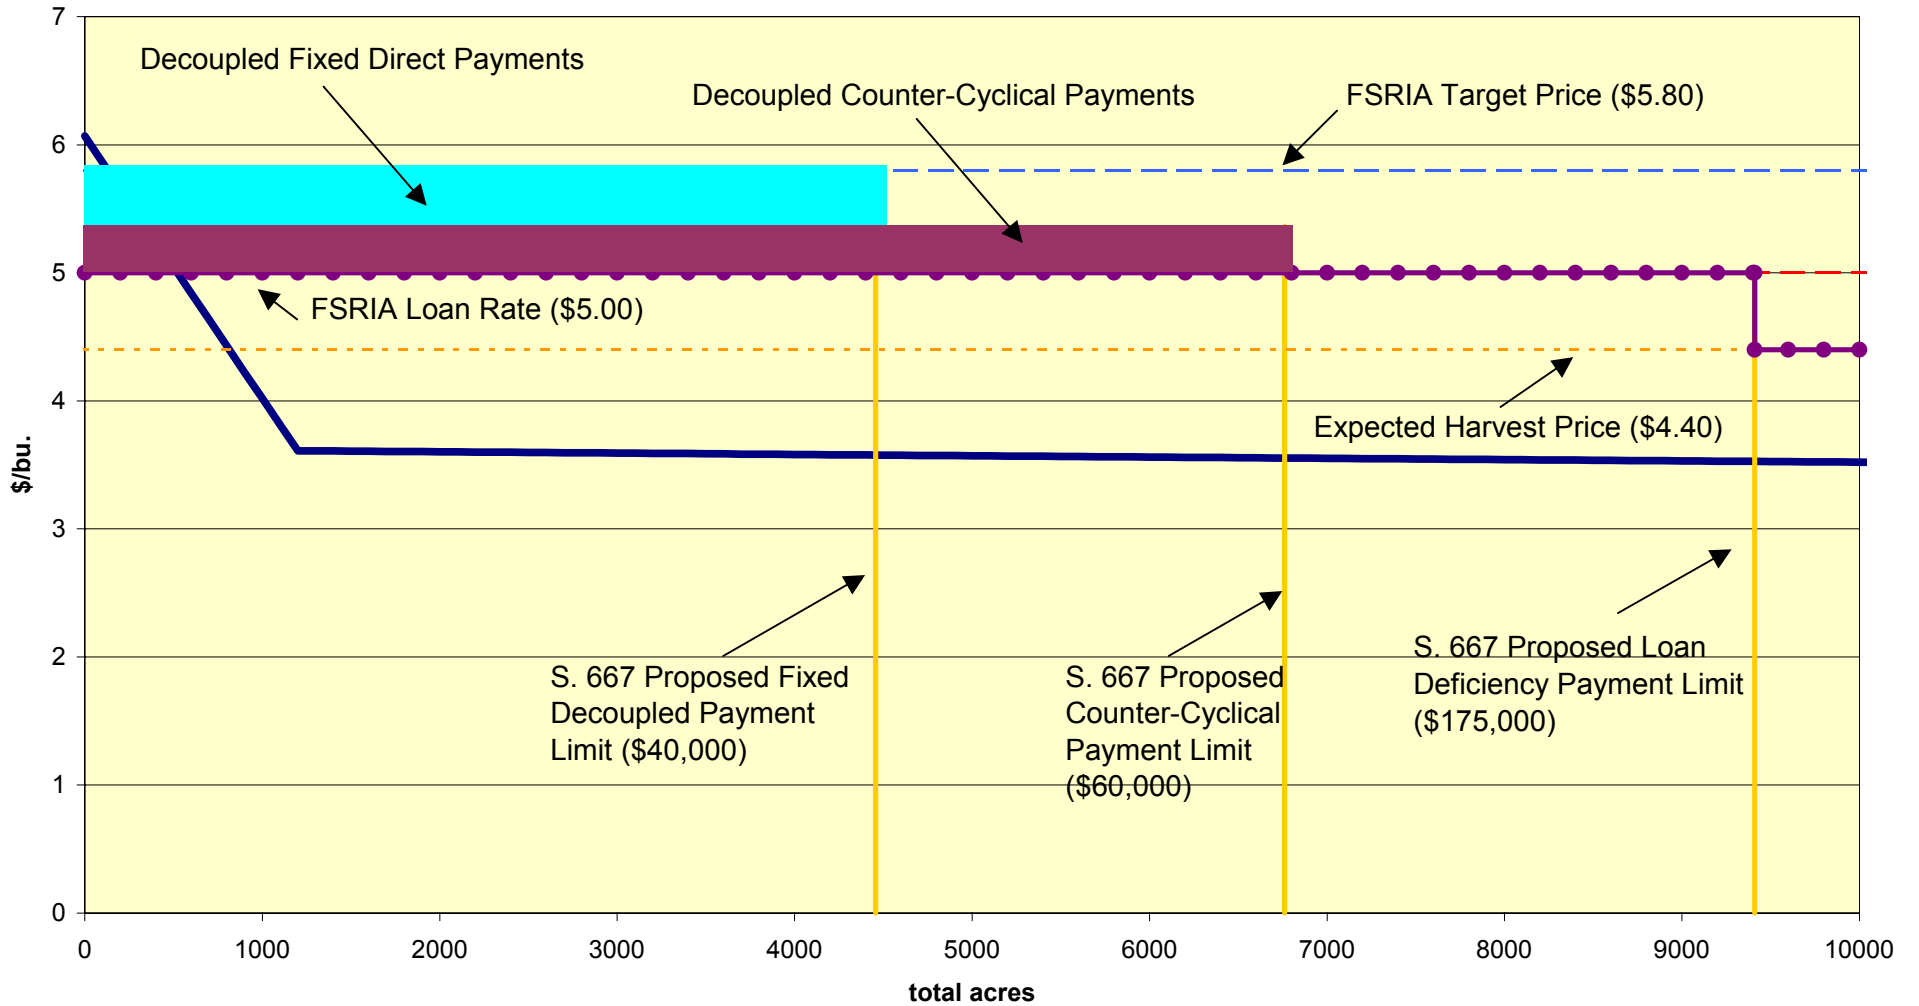 7
Decoupled Fixed Direct Payments
Decoupled Counter-Cyclical Payments
FSRIA Target Price ($5.80)
6
5
FSRIA Loan Rate ($5.00)
4
Expected Harvest Price ($4.40)
$/bu.
3
2
S. 667 Proposed Fixed
Decoupled Payment
Limit ($40,000)
S. 667 Proposed
Counter-Cyclical
Payment Limit
($60,000)
S. 667 Proposed Loan
Deficiency Payment Limit
($175,000)
1
0
0 1000 2000 3000 4000 5000 6000 7000 8000 9000 10000
total acres